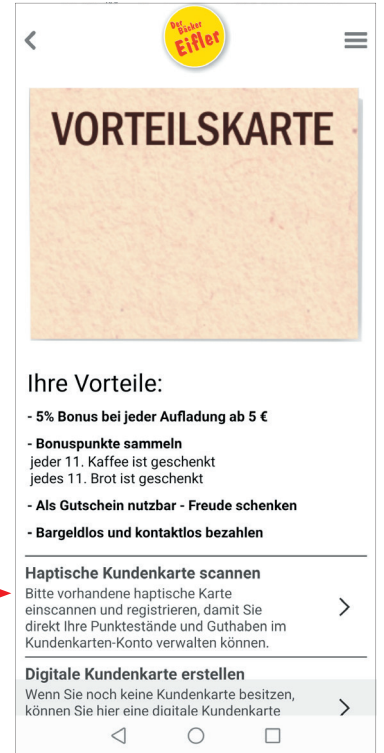 Der
Bäcker
Eifler
VORTEILSKARTE
Ihre Vorteile:
- 5% Bonus bei jeder Aufladung ab 5 €
- Bonuspunkte sammeln
jeder 11. Kaffee ist geschenkt
jedes 11. Brot ist geschenkt
- Als Gutschein nutzbar - Freude schenken
- Bargeldlos und kontaktlos bezahlen
Haptische Kundenkarte scannen
Bitte vorhandene haptische Karte
einscannen und registrieren, damit Sie
direkt Ihre Punktestände und Guthaben im
Kundenkarten-Konto verwalten können.
Digitale Kundenkarte erstellen
Wenn Sie noch keine Kundenkarte besitzen,
können Sie hier eine digitale Kundenkarte